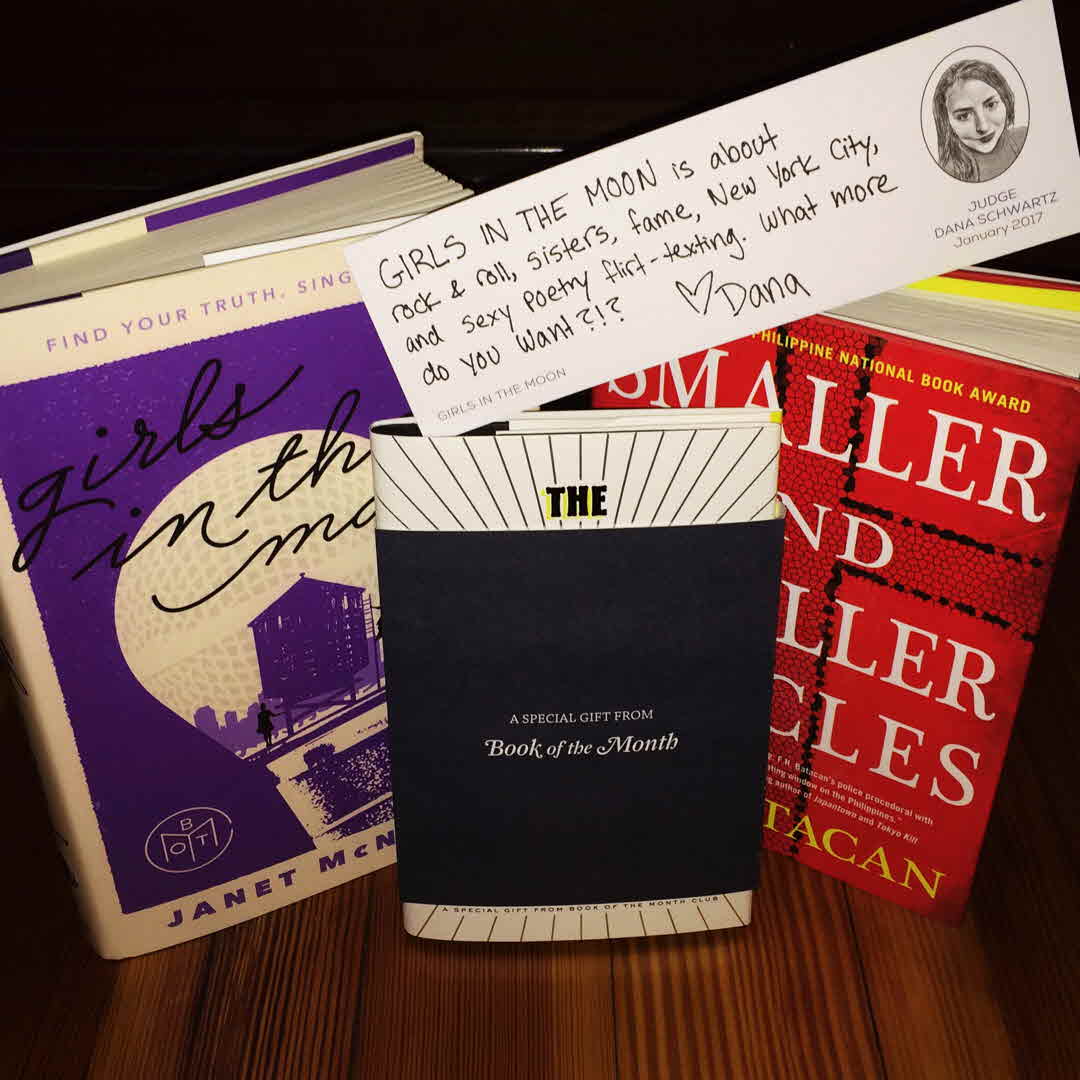 GIRLS IN THE MOON is about
rock & roll, sisters, fame, New York City,
and sexy poetry flirt-texting. What more
do you want?!?
♡Dana
GIRLS IN THE MOON
JUDGE
DANA SCHWARTZ
January 2017
FIND YOUR TRUTH. SING
girls
in th
mo
B
O T
JANET McN
THE
A SPECIAL GIFT FROM
Book of the Month
A SPECIAL GIFT FROM BOOK OF THE MONTH CLUB
PHILIPPINE NATIONAL BOOK AWARD
SMALLER
ND
LLER
CLES
y, F.H. Batacan's police procedural with
ting window on the Philippines."
g author of Japantown and Tokyo Kill
TACAN